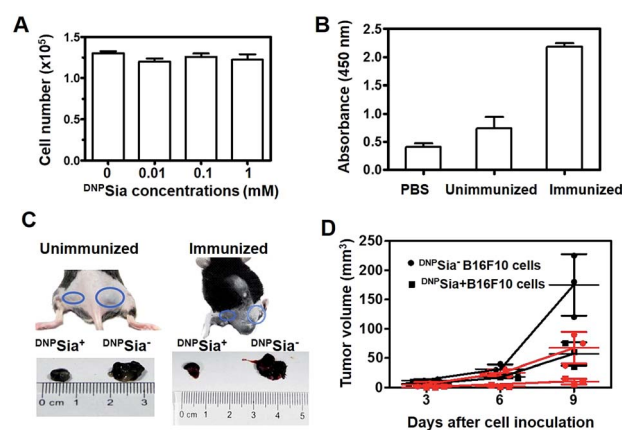 A
Cell number (x10⁵)
1.5
1.0
0.5
0.0
0 0.01 0.1 1
ᴰᴺᴾSia concentrations (mM)
B
Absorbance (450 nm)
2.5
2.0
1.5
1.0
0.5
0.0
PBS Unimmunized Immunized
C
Unimmunized Immunized
ᴰᴺᴾSia⁺ ᴰᴺᴾSia⁻ ᴰᴺᴾSia⁺ ᴰᴺᴾSia⁻
0 cm 1 2 3
0 cm 1 2 3 4 5
D
Tumor volume (mm³)
250
200
150
100
50
0
ᴰᴺᴾSia⁻ B16F10 cells
ᴰᴺᴾSia+B16F10 cells
3 6 9
Days after cell inoculation